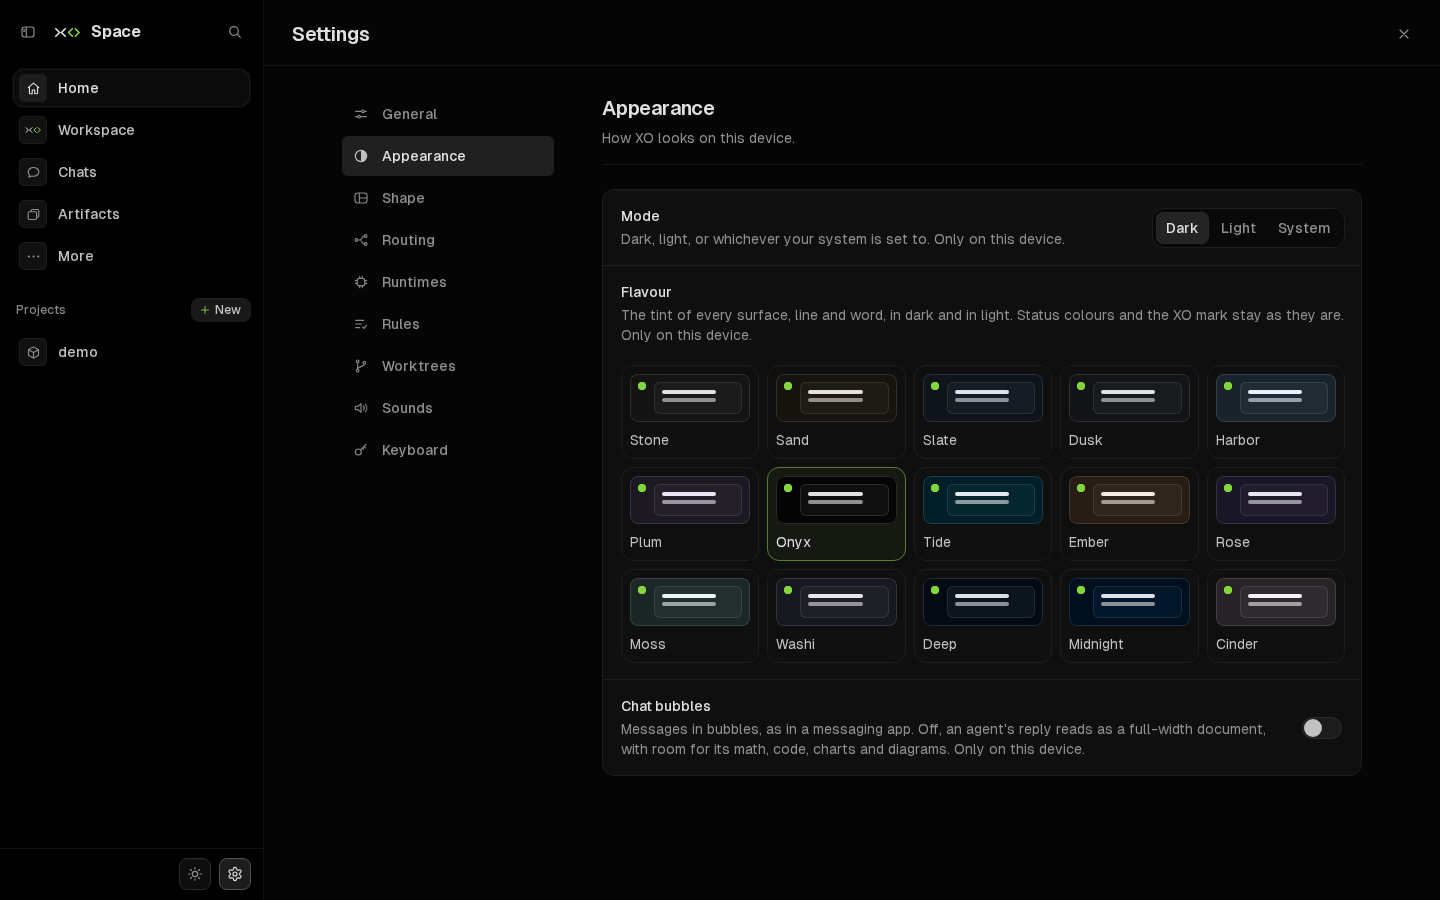 Space
Home
Workspace
Chats
Artifacts
More
Projects
New
demo
Settings
General
Appearance
Shape
Routing
Runtimes
Rules
Worktrees
Sounds
Keyboard
Appearance
How XO looks on this device.
Mode
Dark, light, or whichever your system is set to. Only on this device.
Dark Light System
Flavour
The tint of every surface, line and word, in dark and in light. Status colours and the XO mark stay as they are.
Only on this device.
Stone Sand Slate Dusk Harbor
Plum Onyx Tide Ember Rose
Moss Washi Deep Midnight Cinder
Chat bubbles
Messages in bubbles, as in a messaging app. Off, an agent's reply reads as a full-width document,
with room for its math, code, charts and diagrams. Only on this device.